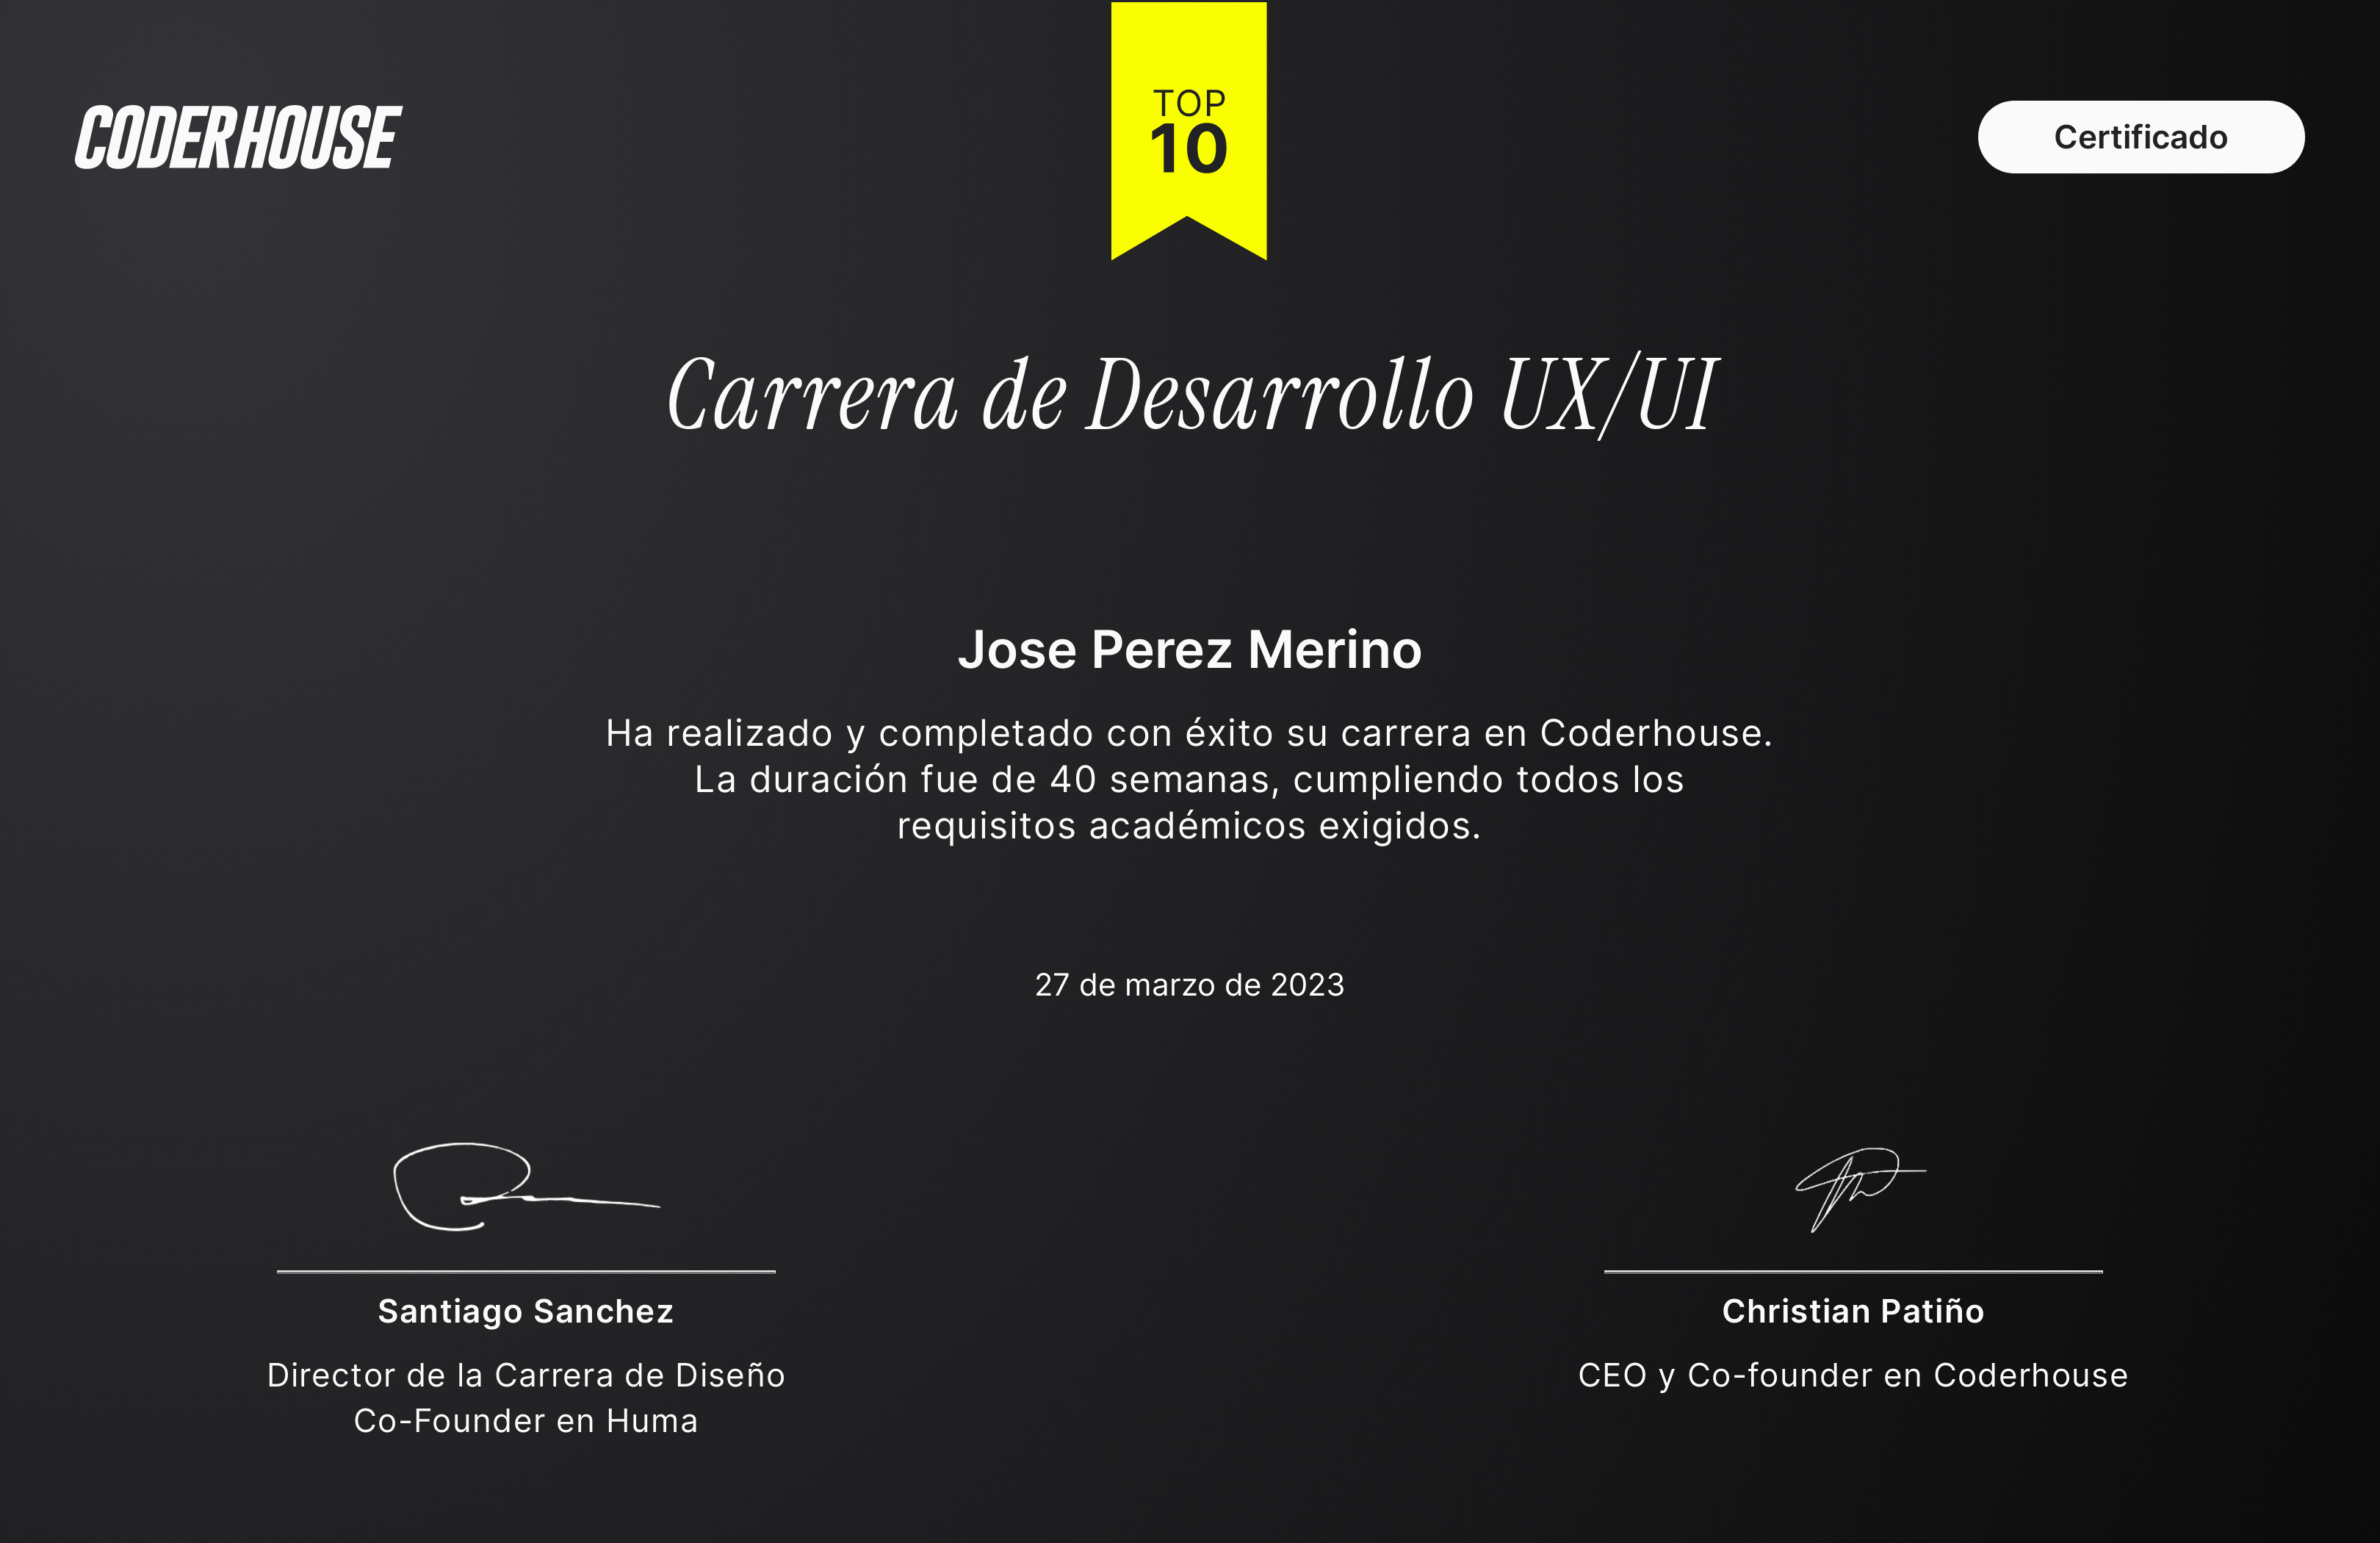 CODERHOUSE
TOP
10
Certificado
Carrera de Desarrollo UX/UI
Jose Perez Merino
Ha realizado y completado con éxito su carrera en Coderhouse.
La duración fue de 40 semanas, cumpliendo todos los
requisitos académicos exigidos.
27 de marzo de 2023
Santiago Sanchez
Director de la Carrera de Diseño
Co-Founder en Huma
Christian Patiño
CEO y Co-founder en Coderhouse